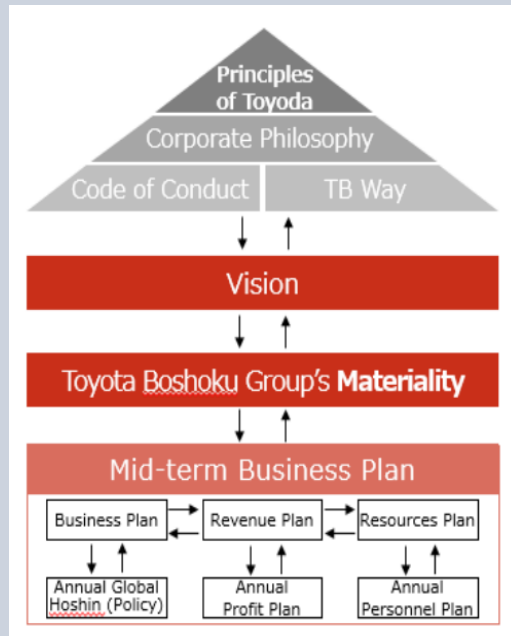 Principles
of Toyoda
Corporate Philosophy
Code of Conduct TB Way
Vision
Toyota Boshoku Group's Materiality
Mid-term Business Plan
Business Plan Revenue Plan Resources Plan
Annual Global
Hoshin (Policy)
Annual
Profit Plan
Annual
Personnel Plan